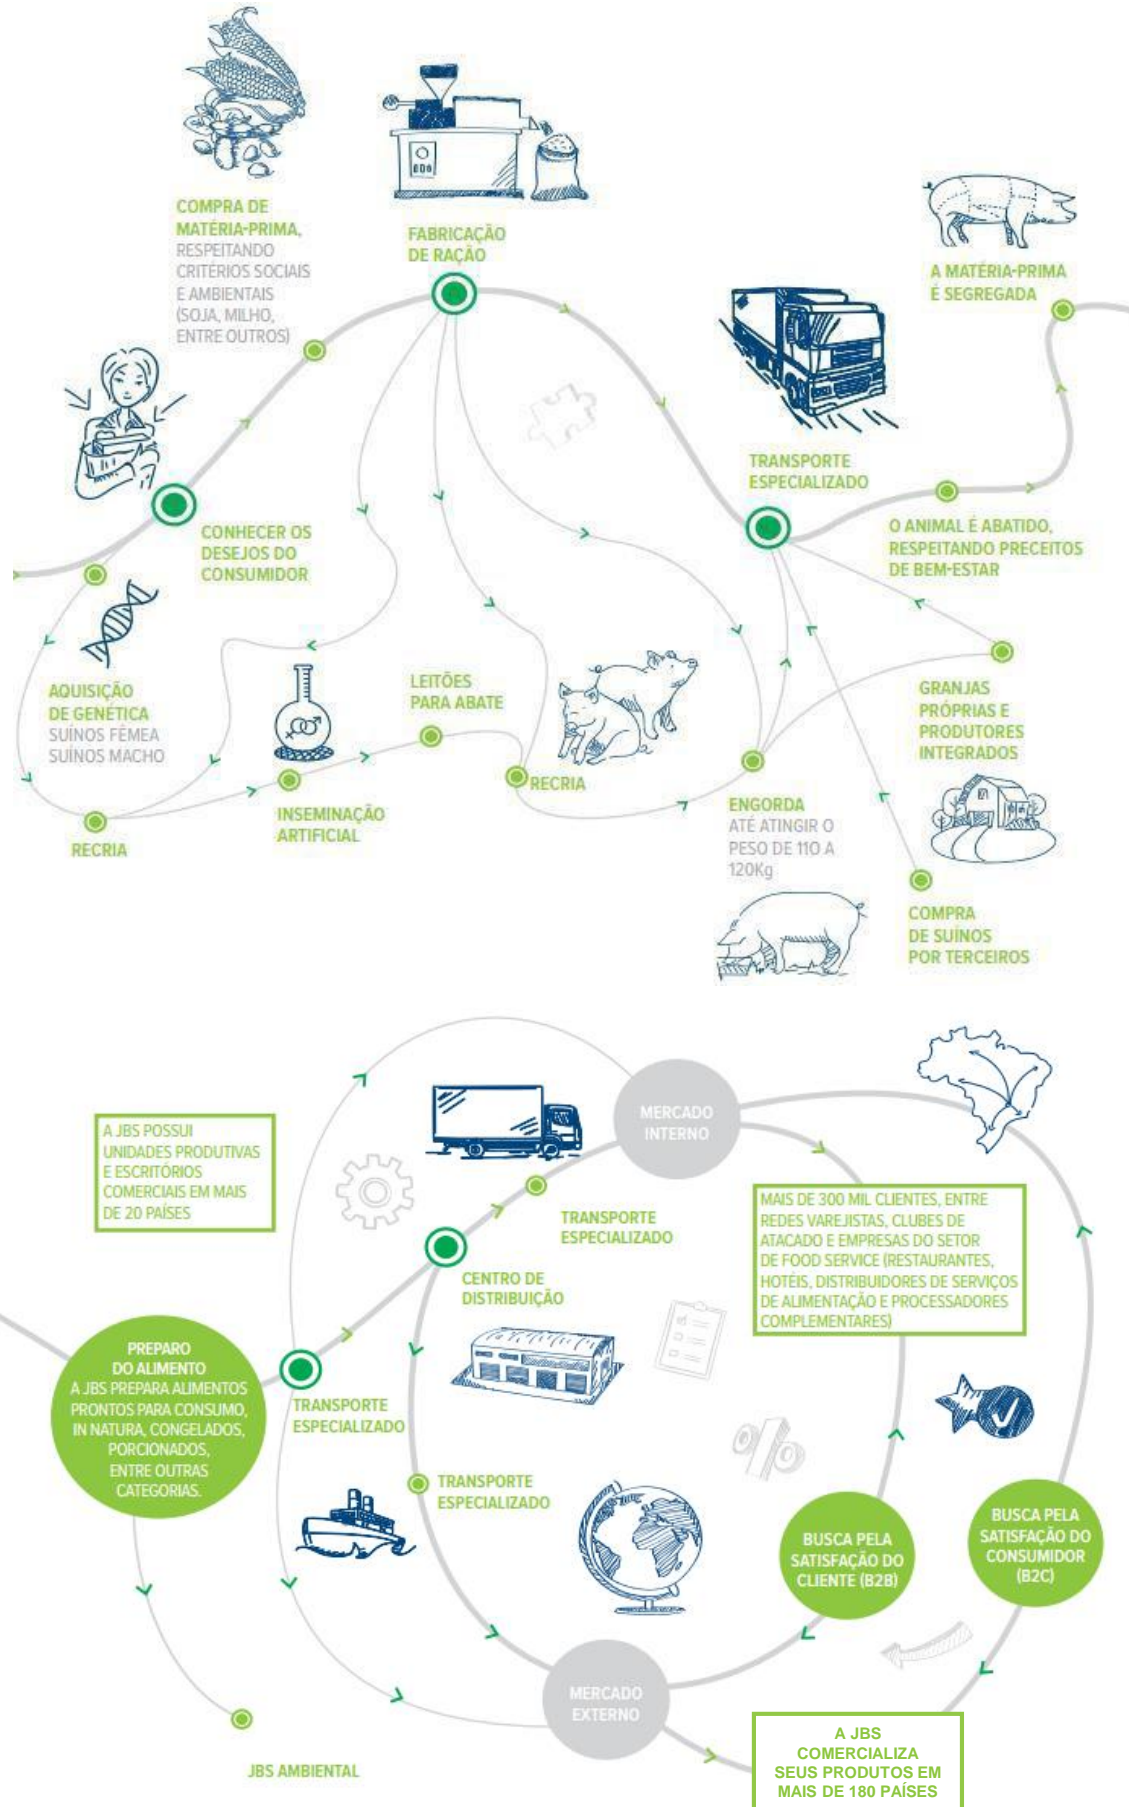 COMPRA DE
MATÉRIA-PRIMA,
RESPEITANDO
CRITÉRIOS SOCIAIS
E AMBIENTAIS
(SOJA, MILHO,
ENTRE OUTROS)
FABRICAÇÃO
DE RAÇÃO
A MATÉRIA-PRIMA
É SEGREGADA
TRANSPORTE
ESPECIALIZADO
CONHECER OS
DESEJOS DO
CONSUMIDOR
O ANIMAL É ABATIDO,
RESPEITANDO PRECEITOS
DE BEM-ESTAR
AQUISIÇÃO
DE GENÉTICA
SUÍNOS FÊMEA
SUÍNOS MACHO
LEITÕES
PARA ABATE
GRANJAS
PRÓPRIAS E
PRODUTORES
INTEGRADOS
RECRIA
INSEMINAÇÃO
ARTIFICIAL
RECRIA
ENGORDA
ATÉ ATINGIR O
PESO DE 110 A
120Kg
COMPRA
DE SUÍNOS
POR TERCEIROS
MERCADO
INTERNO
A JBS POSSUI
UNIDADES PRODUTIVAS
E ESCRITÓRIOS
COMERCIAIS EM MAIS
DE 20 PAÍSES
TRANSPORTE
ESPECIALIZADO
MAIS DE 300 MIL CLIENTES, ENTRE
REDES VAREJISTAS, CLUBES DE
ATACADO E EMPRESAS DO SETOR
DE FOOD SERVICE (RESTAURANTES,
HOTÉIS, DISTRIBUIDORES DE SERVIÇOS
DE ALIMENTAÇÃO E PROCESSADORES
COMPLEMENTARES)
CENTRO DE
DISTRIBUIÇÃO
PREPARO
DO ALIMENTO
A JBS PREPARA ALIMENTOS
PRONTOS PARA CONSUMO,
IN NATURA, CONGELADOS,
PORCIONADOS,
ENTRE OUTRAS
CATEGORIAS.
TRANSPORTE
ESPECIALIZADO
TRANSPORTE
ESPECIALIZADO
BUSCA PELA
SATISFAÇÃO DO
CLIENTE (B2B)
BUSCA PELA
SATISFAÇÃO DO
CONSUMIDOR
(B2C)
MERCADO
EXTERNO
JBS AMBIENTAL
A JBS
COMERCIALIZA
SEUS PRODUTOS EM
MAIS DE 180 PAÍSES